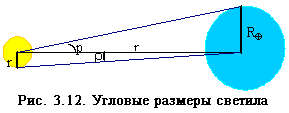 p
r
R⊕
r
ρ
Рис. 3.12. Угловые размеры светила